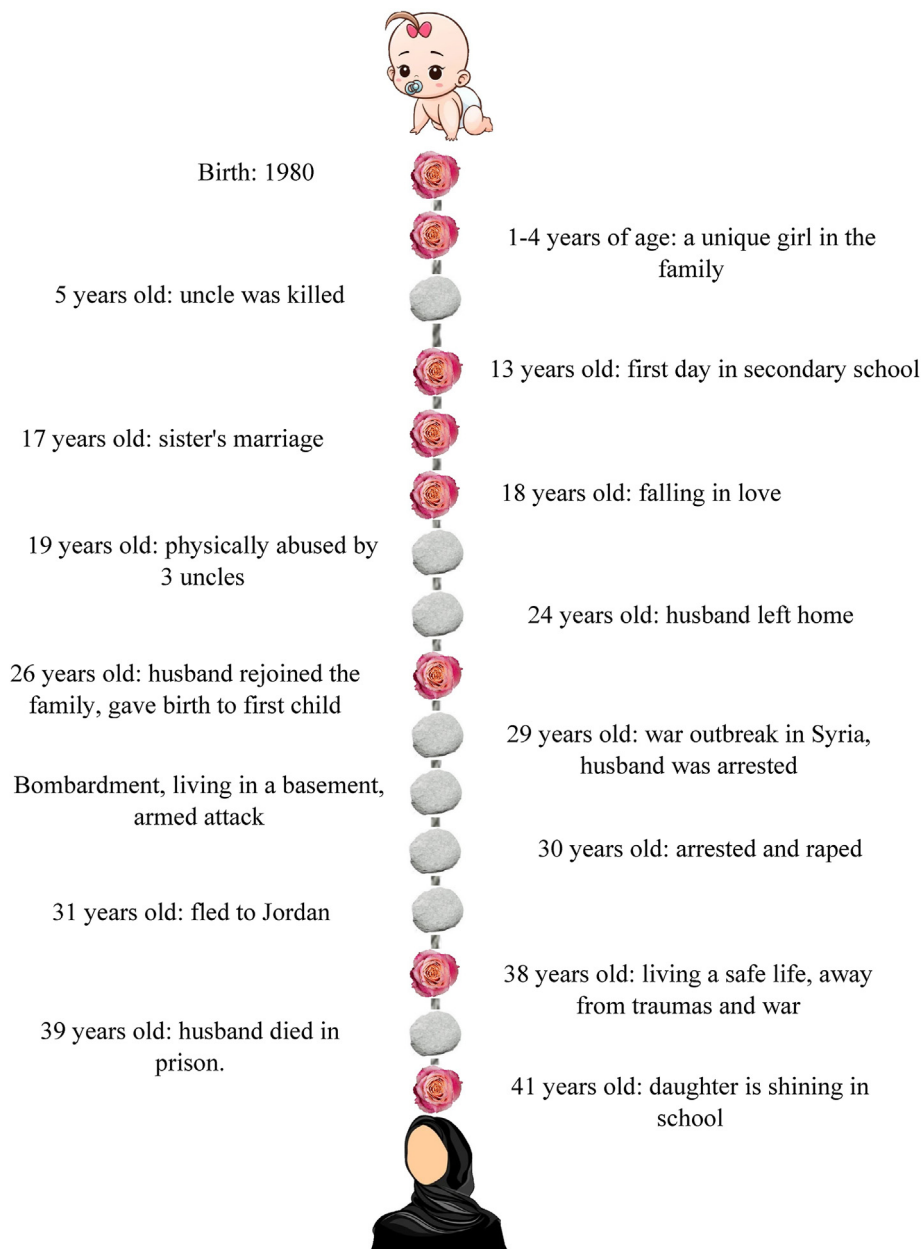 Birth: 1980
1-4 years of age: a unique girl in the
family
5 years old: uncle was killed
13 years old: first day in secondary school
17 years old: sister's marriage
18 years old: falling in love
19 years old: physically abused by
3 uncles
24 years old: husband left home
26 years old: husband rejoined the
family, gave birth to first child
29 years old: war outbreak in Syria,
husband was arrested
Bombardment, living in a basement,
armed attack
30 years old: arrested and raped
31 years old: fled to Jordan
38 years old: living a safe life, away
from traumas and war
39 years old: husband died in
prison.
41 years old: daughter is shining in
school